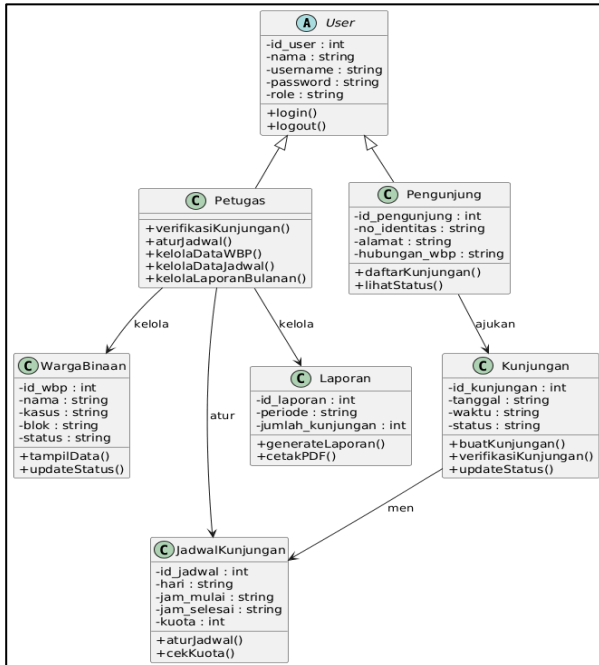 A User
-id_user : int
-nama : string
-username : string
-password : string
-role : string
+login()
+logout()
C Petugas
+verifikasiKunjungan()
+aturJadwal()
+kelolaDataWBP()
+kelolaDataJadwal()
+kelolaLaporanBulanan()
C Pengunjung
-id_pengunjung : int
-no_identitas : string
-alamat : string
-hubungan_wbp : string
+daftarKunjungan()
+lihatStatus()
kelola
kelola
ajukan
C WargaBinaan
-id_wbp : int
-nama : string
-kasus : string
-blok : string
-status : string
+tampilData()
+updateStatus()
atur
C Laporan
-id_laporan : int
-periode : string
-jumlah_kunjungan : int
+generateLaporan()
+cetakPDF()
C Kunjungan
-id_kunjungan : int
-tanggal : string
-waktu : string
-status : string
+buatKunjungan()
+verifikasiKunjungan()
+updateStatus()
men
C JadwalKunjungan
-id_jadwal : int
-hari : string
-jam_mulai : string
-jam_selesai : string
-kuota : int
+aturJadwal()
+cekKuota()